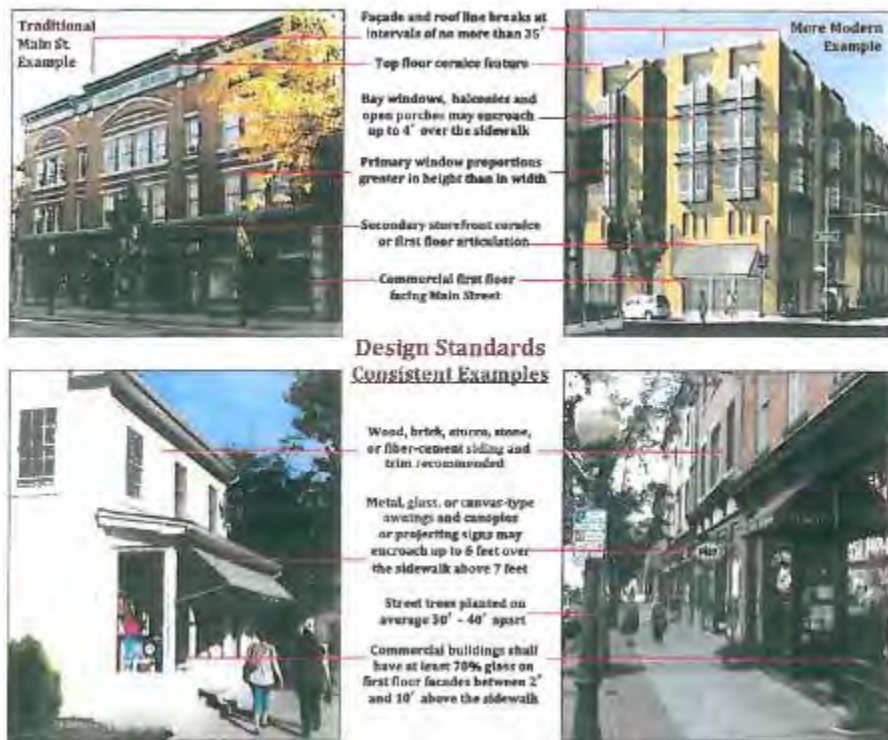 Traditional
Main St.
Example
Façade and roof line breaks at
intervals of no more than 35'
More Modern
Example
Top floor cornice feature
Bay windows, balconies and
open porches may encroach
up to 4' over the sidewalk
Primary window proportions
greater in height than in width
Secondary storefront cornice
or first floor articulation
Commercial first floor
facing Main Street
Design Standards
Consistent Examples
Wood, brick, stucco, stone,
or fiber-cement siding and
trim recommended
Metal, glass, or canvas-type
awnings and canopies
or projecting signs may
encroach up to 6 feet over
the sidewalk above 7 feet
Street trees planted on
average 30' - 40' apart
Commercial buildings shall
have at least 70% glass on
first floor facades between 2'
and 10' above the sidewalk